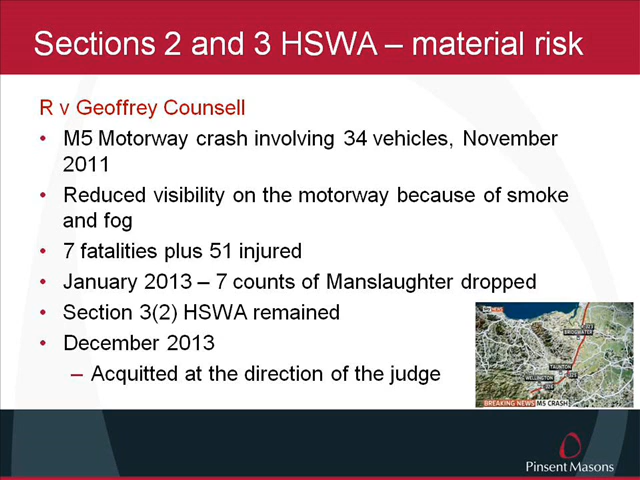 Sections 2 and 3 HSWA – material risk
R v Geoffrey Counsell
• M5 Motorway crash involving 34 vehicles, November
2011
• Reduced visibility on the motorway because of smoke
and fog
• 7 fatalities plus 51 injured
• January 2013 – 7 counts of Manslaughter dropped
• Section 3(2) HSWA remained
• December 2013
– Acquitted at the direction of the judge
BRIDGWATER
TAUNTON
WELLINGTON
BREAKING NEWS M5 CRASH
Pinsent Masons